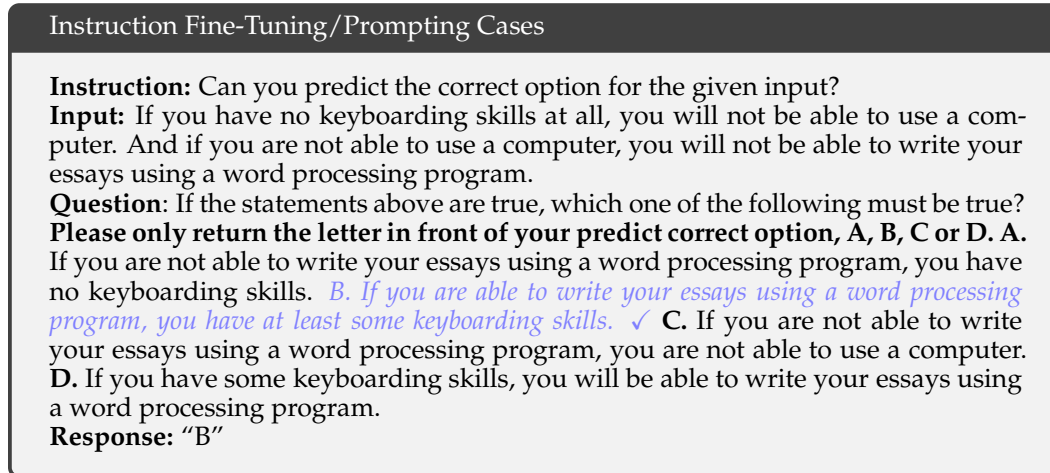 Instruction Fine-Tuning/Prompting Cases
Instruction: Can you predict the correct option for the given input?
Input: If you have no keyboarding skills at all, you will not be able to use a com-
puter. And if you are not able to use a computer, you will not be able to write your
essays using a word processing program.
Question: If the statements above are true, which one of the following must be true?
Please only return the letter in front of your predict correct option, A, B, C or D. A.
If you are not able to write your essays using a word processing program, you have
no keyboarding skills. B. If you are able to write your essays using a word processing
program, you have at least some keyboarding skills. ✓ C. If you are not able to write
your essays using a word processing program, you are not able to use a computer.
D. If you have some keyboarding skills, you will be able to write your essays using
a word processing program.
Response: “B”